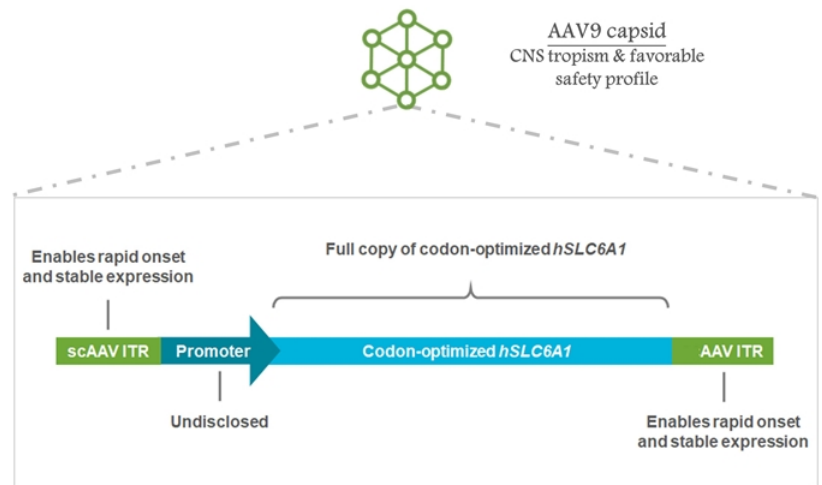 AAV9 capsid
CNS tropism & favorable
safety profile
Enables rapid onset
and stable expression
Full copy of codon-optimized hSLC6A1
scAAV ITR
Promoter
Codon-optimized hSLC6A1
AAV ITR
Undisclosed
Enables rapid onset
and stable expression